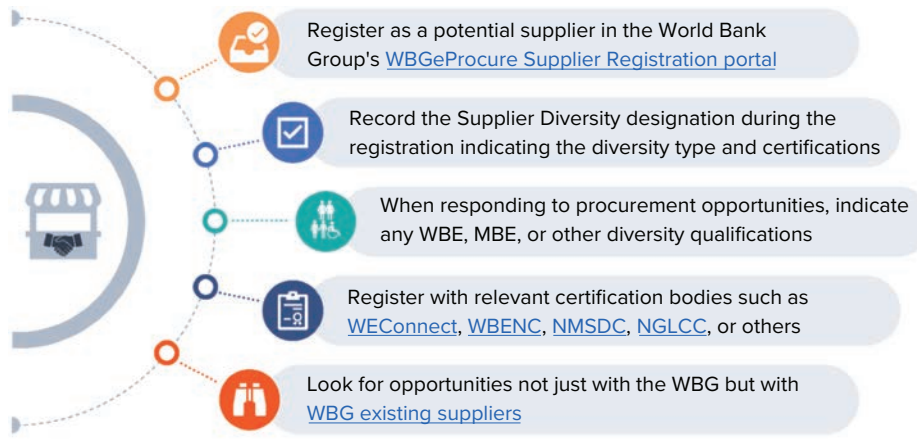 Register as a potential supplier in the World Bank
Group's WBGeProcure Supplier Registration portal
Record the Supplier Diversity designation during the
registration indicating the diversity type and certifications
When responding to procurement opportunities, indicate
any WBE, MBE, or other diversity qualifications
Register with relevant certification bodies such as
WEConnect, WBENC, NMSDC, NGLCC, or others
Look for opportunities not just with the WBG but with
WBG existing suppliers